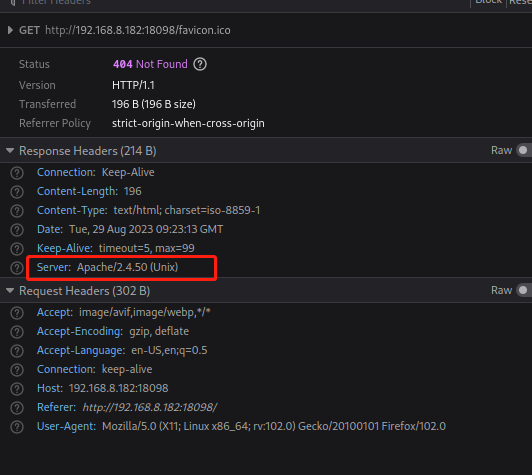 Filter Headers
Block
Rese
GET http://192.168.8.182:18098/favicon.ico
Status 404 Not Found ?
Version HTTP/1.1
Transferred 196 B (196 B size)
Referrer Policy strict-origin-when-cross-origin
Response Headers (214 B) Raw
? Connection: Keep-Alive
? Content-Length: 196
? Content-Type: text/html; charset=iso-8859-1
? Date: Tue, 29 Aug 2023 09:23:13 GMT
? Keep-Alive: timeout=5, max=99
? Server: Apache/2.4.50 (Unix)
Request Headers (302 B) Raw
? Accept: image/avif,image/webp,*/*
? Accept-Encoding: gzip, deflate
? Accept-Language: en-US,en;q=0.5
? Connection: keep-alive
? Host: 192.168.8.182:18098
? Referer: http://192.168.8.182:18098/
? User-Agent: Mozilla/5.0 (X11; Linux x86_64; rv:102.0) Gecko/20100101 Firefox/102.0